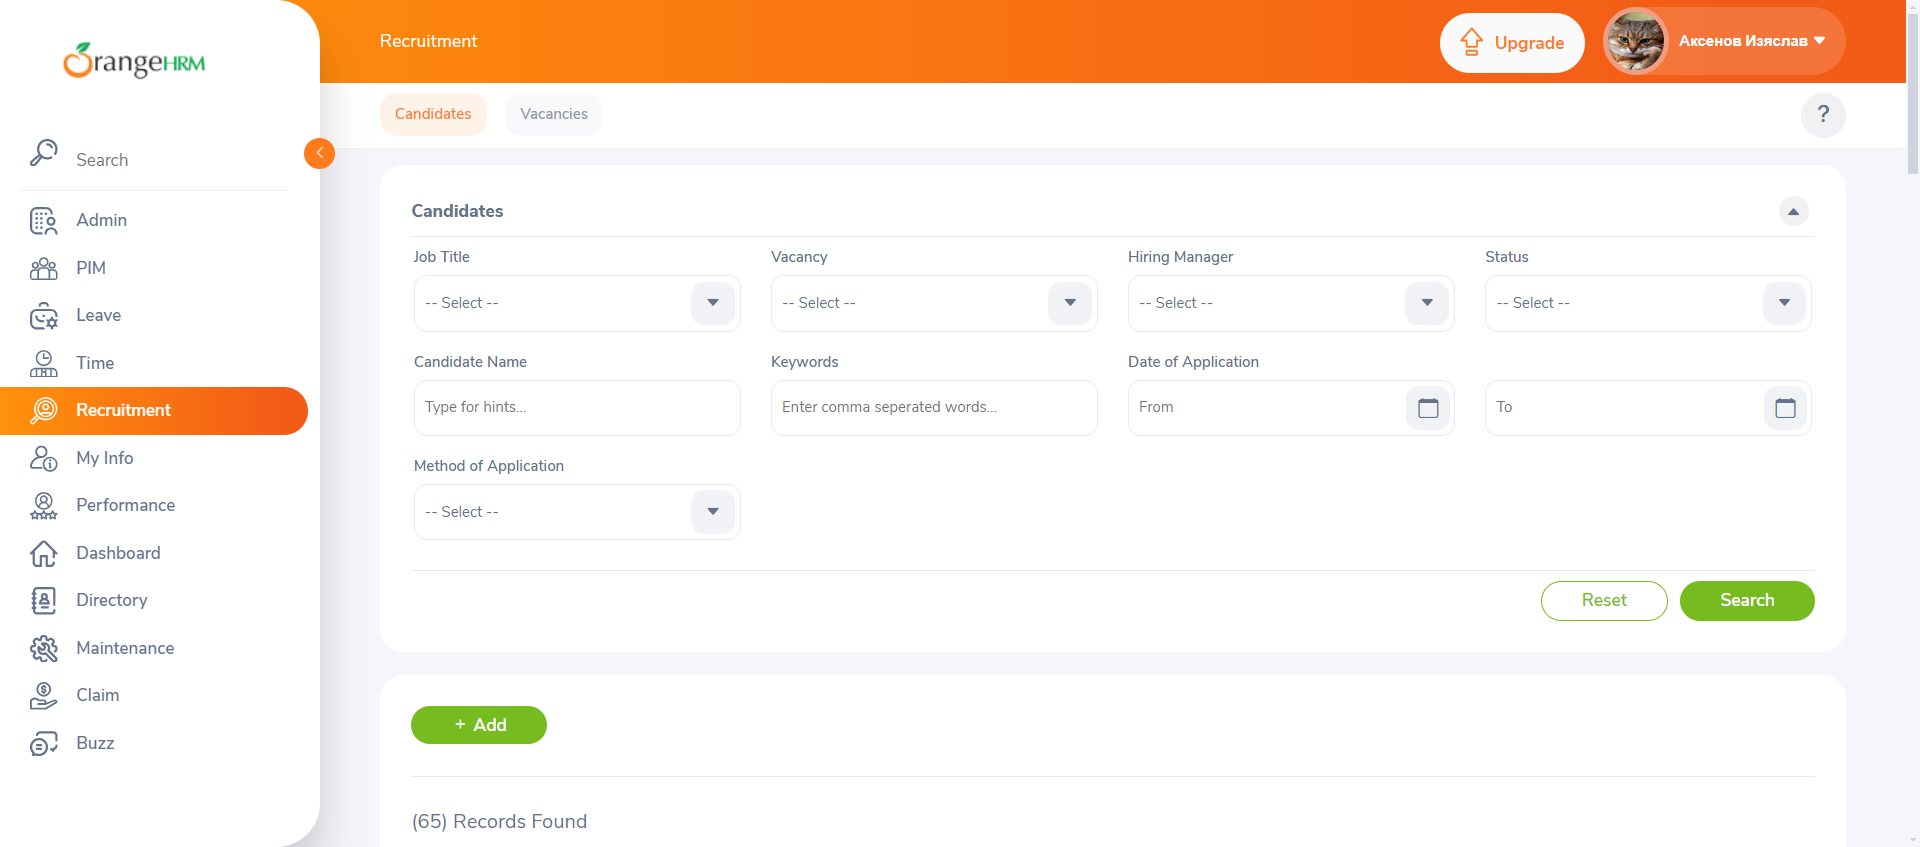 OrangeHRM
Recruitment
Upgrade
Аксенов Изяслав
Candidates
Vacancies
?
Search
Admin
PIM
Leave
Time
Recruitment
My Info
Performance
Dashboard
Directory
Maintenance
Claim
Buzz
Candidates
Job Title
Vacancy
Hiring Manager
Status
-- Select --
-- Select --
-- Select --
-- Select --
Candidate Name
Keywords
Date of Application
Type for hints...
Enter comma seperated words...
From
To
Method of Application
-- Select --
Reset
Search
+ Add
(65) Records Found